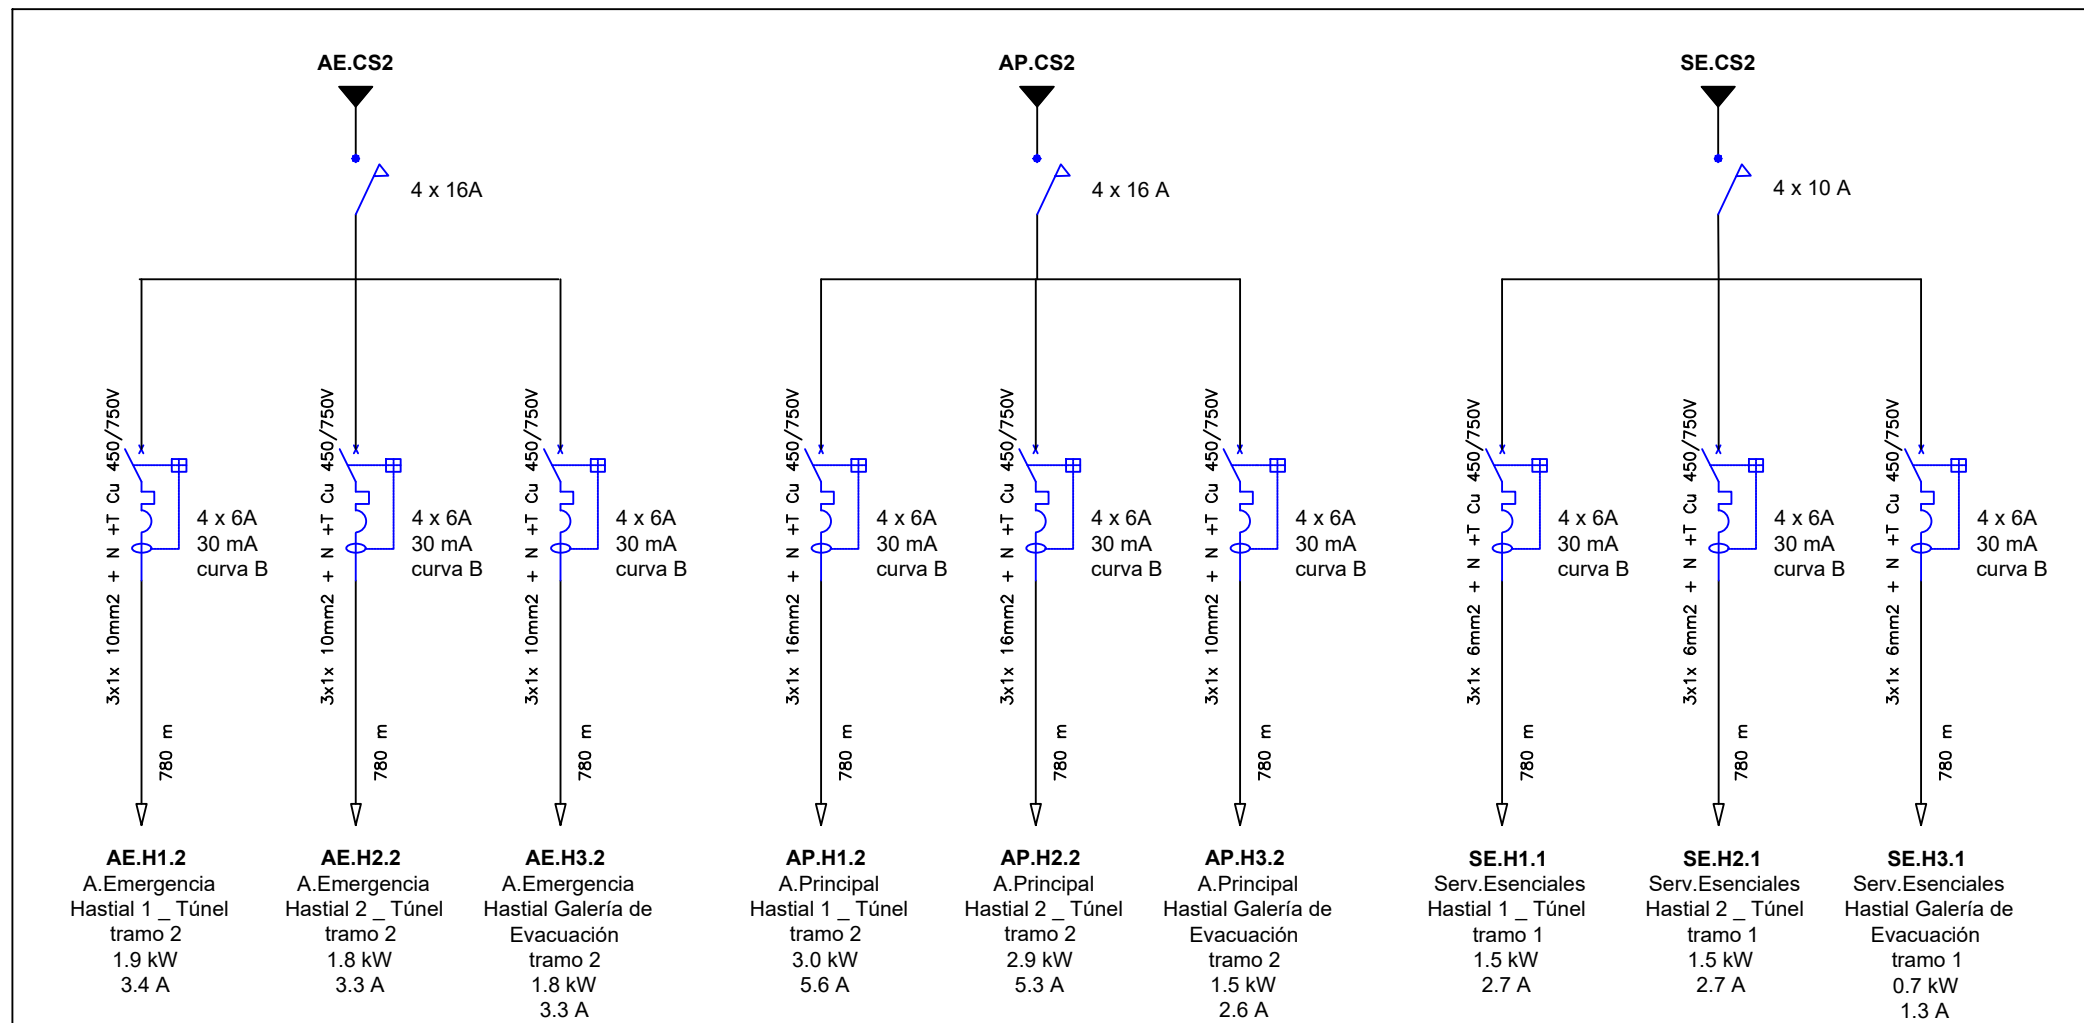 AE.CS2
4 x 16A
3x1x 10mm2 + N +T Cu 450/750V
780 m
4 x 6A
30 mA
curva B
AE.H1.2
A.Emergencia
Hastial 1 _ Túnel
tramo 2
1.9 kW
3.4 A
3x1x 10mm2 + N +T Cu 450/750V
780 m
4 x 6A
30 mA
curva B
AE.H2.2
A.Emergencia
Hastial 2 _ Túnel
tramo 2
1.8 kW
3.3 A
3x1x 10mm2 + N +T Cu 450/750V
780 m
4 x 6A
30 mA
curva B
AE.H3.2
A.Emergencia
Hastial Galería de
Evacuación
tramo 2
1.8 kW
3.3 A
AP.CS2
4 x 16 A
3x1x 16mm2 + N +T Cu 450/750V
780 m
4 x 6A
30 mA
curva B
AP.H1.2
A.Principal
Hastial 1 _ Túnel
tramo 2
3.0 kW
5.6 A
3x1x 16mm2 + N +T Cu 450/750V
780 m
4 x 6A
30 mA
curva B
AP.H2.2
A.Principal
Hastial 2 _ Túnel
tramo 2
2.9 kW
5.3 A
3x1x 10mm2 + N +T Cu 450/750V
780 m
4 x 6A
30 mA
curva B
AP.H3.2
A.Principal
Hastial Galería de
Evacuación
tramo 2
1.5 kW
2.6 A
SE.CS2
4 x 10 A
3x1x 6mm2 + N +T Cu 450/750V
780 m
4 x 6A
30 mA
curva B
SE.H1.1
Serv.Esenciales
Hastial 1 _ Túnel
tramo 1
1.5 kW
2.7 A
3x1x 6mm2 + N +T Cu 450/750V
780 m
4 x 6A
30 mA
curva B
SE.H2.1
Serv.Esenciales
Hastial 2 _ Túnel
tramo 1
1.5 kW
2.7 A
3x1x 6mm2 + N +T Cu 450/750V
780 m
4 x 6A
30 mA
curva B
SE.H3.1
Serv.Esenciales
Hastial Galería de
Evacuación
tramo 1
0.7 kW
1.3 A